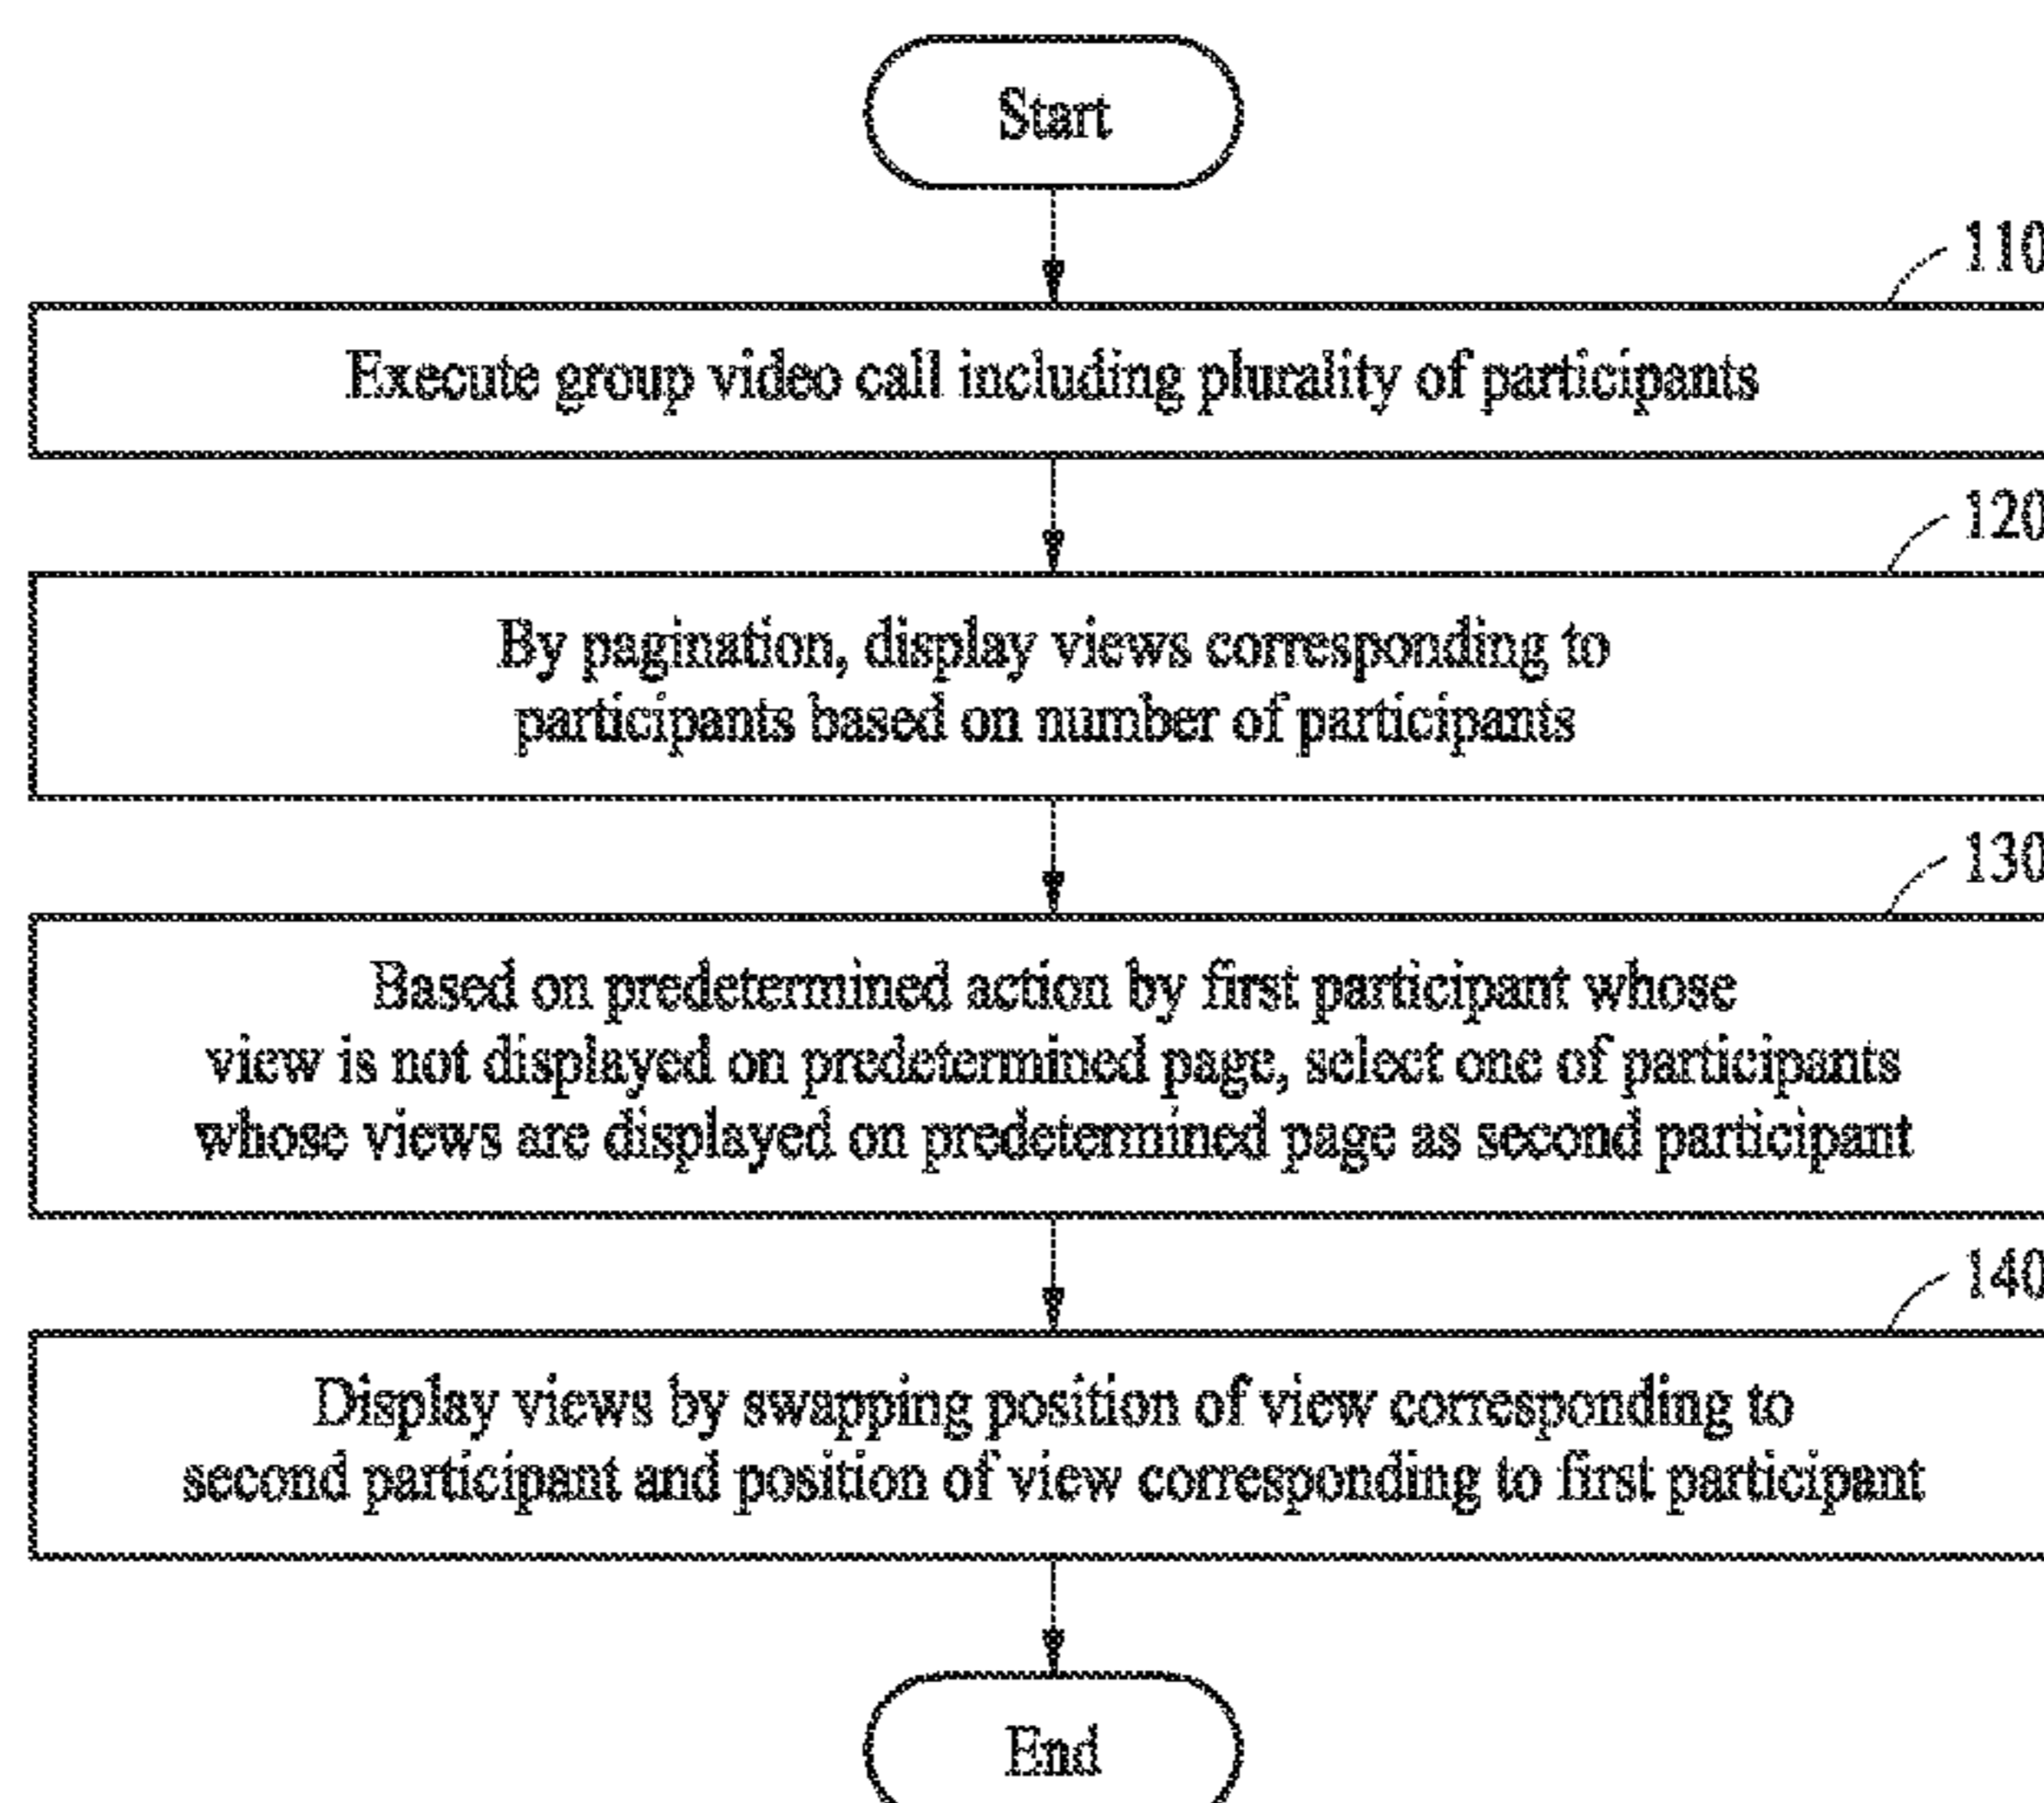 Start
110
Execute group video call including plurality of participants
120
By pagination, display views corresponding to
participants based on number of participants
130
Based on predetermined action by first participant whose
view is not displayed on predetermined page, select one of participants
whose views are displayed on predetermined page as second participant
140
Display views by swapping position of view corresponding to
second participant and position of view corresponding to first participant
End